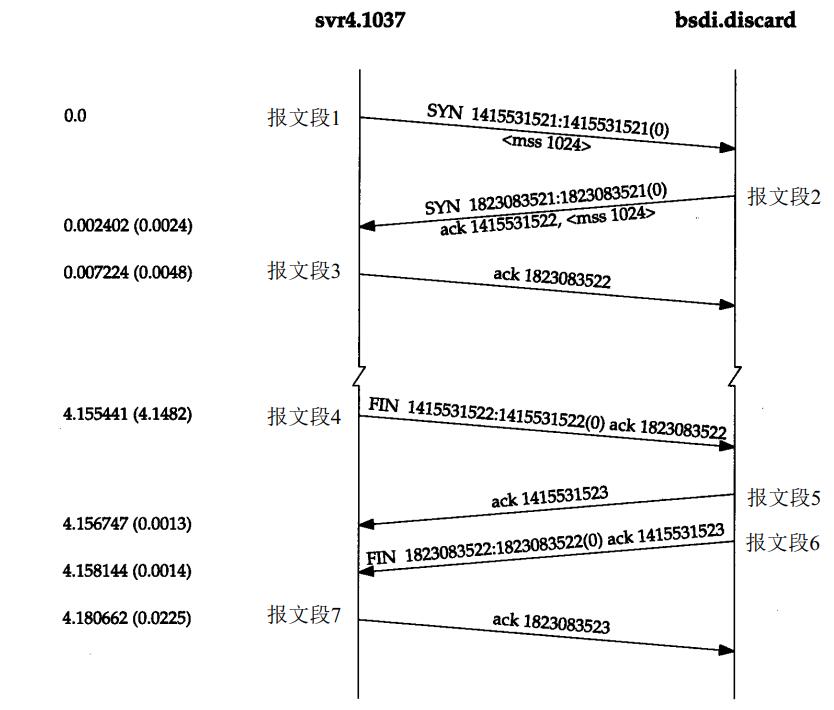 svr4.1037 bsdi.discard
0.0 报文段1 SYN 1415531521:1415531521(0)
<mss 1024>
SYN 1823083521:1823083521(0) 报文段2
0.002402 (0.0024) ack 1415531522, <mss 1024>
0.007224 (0.0048) 报文段3 ack 1823083522
4.155441 (4.1482) 报文段4 FIN 1415531522:1415531522(0) ack 1823083522
ack 1415531523 报文段5
4.156747 (0.0013)
FIN 1823083522:1823083522(0) ack 1415531523 报文段6
4.158144 (0.0014)
4.180662 (0.0225) 报文段7 ack 1823083523